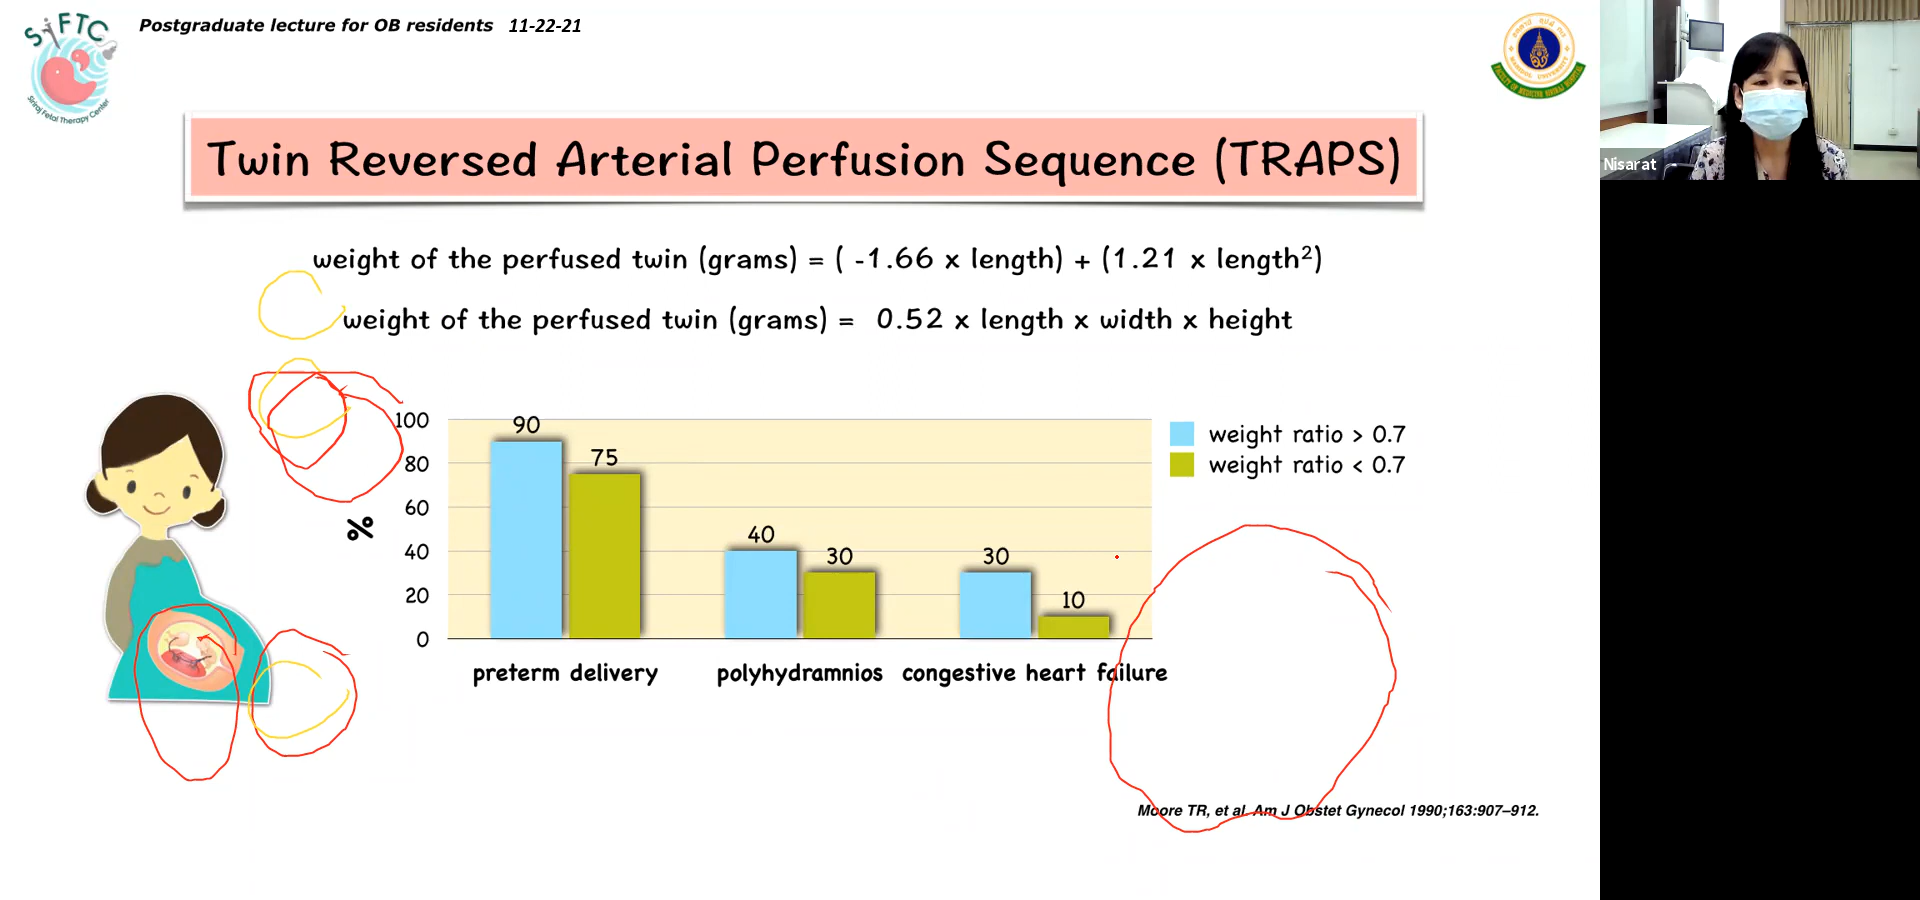 SiFTC
Siriraj Fetal Therapy Center
Postgraduate lecture for OB residents 11-22-21
Twin Reversed Arterial Perfusion Sequence (TRAPS)
weight of the perfused twin (grams) = ( -1.66 x length) + (1.21 x length²)
weight of the perfused twin (grams) = 0.52 x length x width x height
%
100
80
60
40
20
0
90
75
40
30
30
10
preterm delivery
polyhydramnios
congestive heart failure
weight ratio > 0.7
weight ratio < 0.7
Moore TR, et al. Am J Obstet Gynecol 1990;163:907–912.
Nisarat